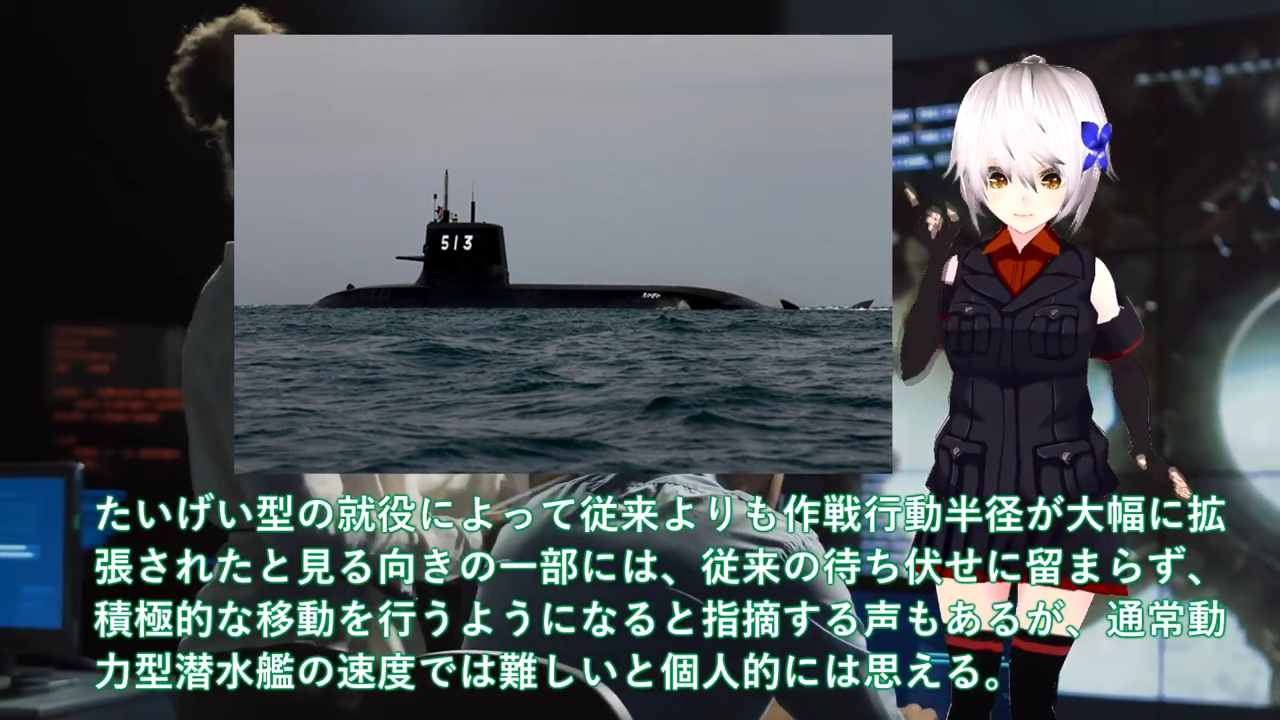 513
たいげい型の就役によって従来よりも作戦行動半径が大幅に拡
張されたと見る向きの一部には、従来の待ち伏せに留まらず、
積極的な移動を行うようになると指摘する声もあるが、通常動
力型潜水艦の速度では難しいと個人的には思える。